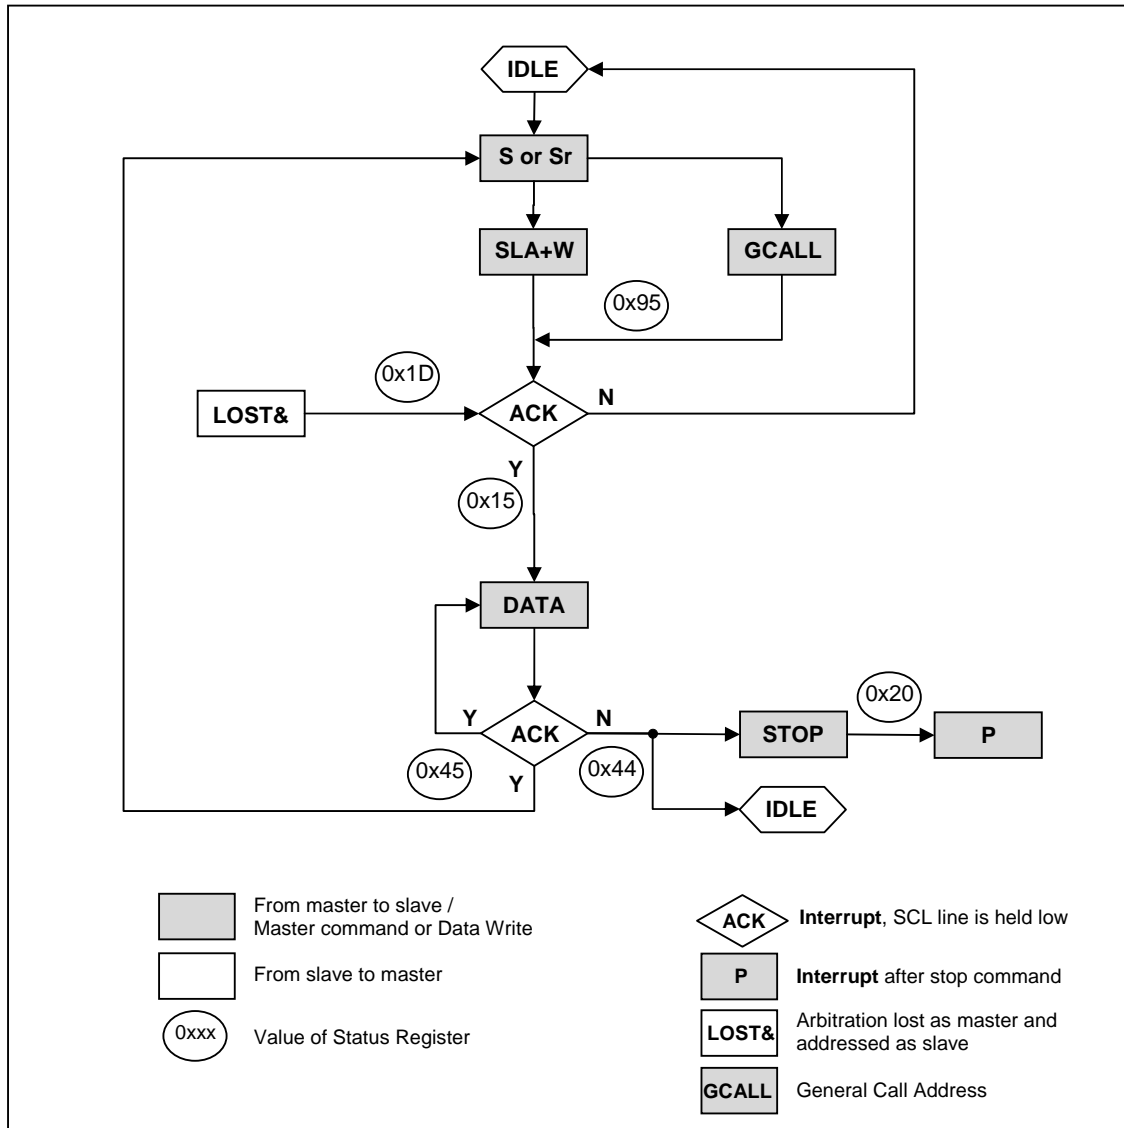 IDLE
S or Sr
SLA+W
GCALL
0x95
0x1D
LOST&
ACK
N
Y
0x15
DATA
0x20
Y
ACK
N
STOP
P
0x45
Y
0x44
IDLE
From master to slave /
Master command or Data Write
From slave to master
0xxx
Value of Status Register
ACK
Interrupt, SCL line is held low
P
Interrupt after stop command
LOST&
Arbitration lost as master and
addressed as slave
GCALL
General Call Address